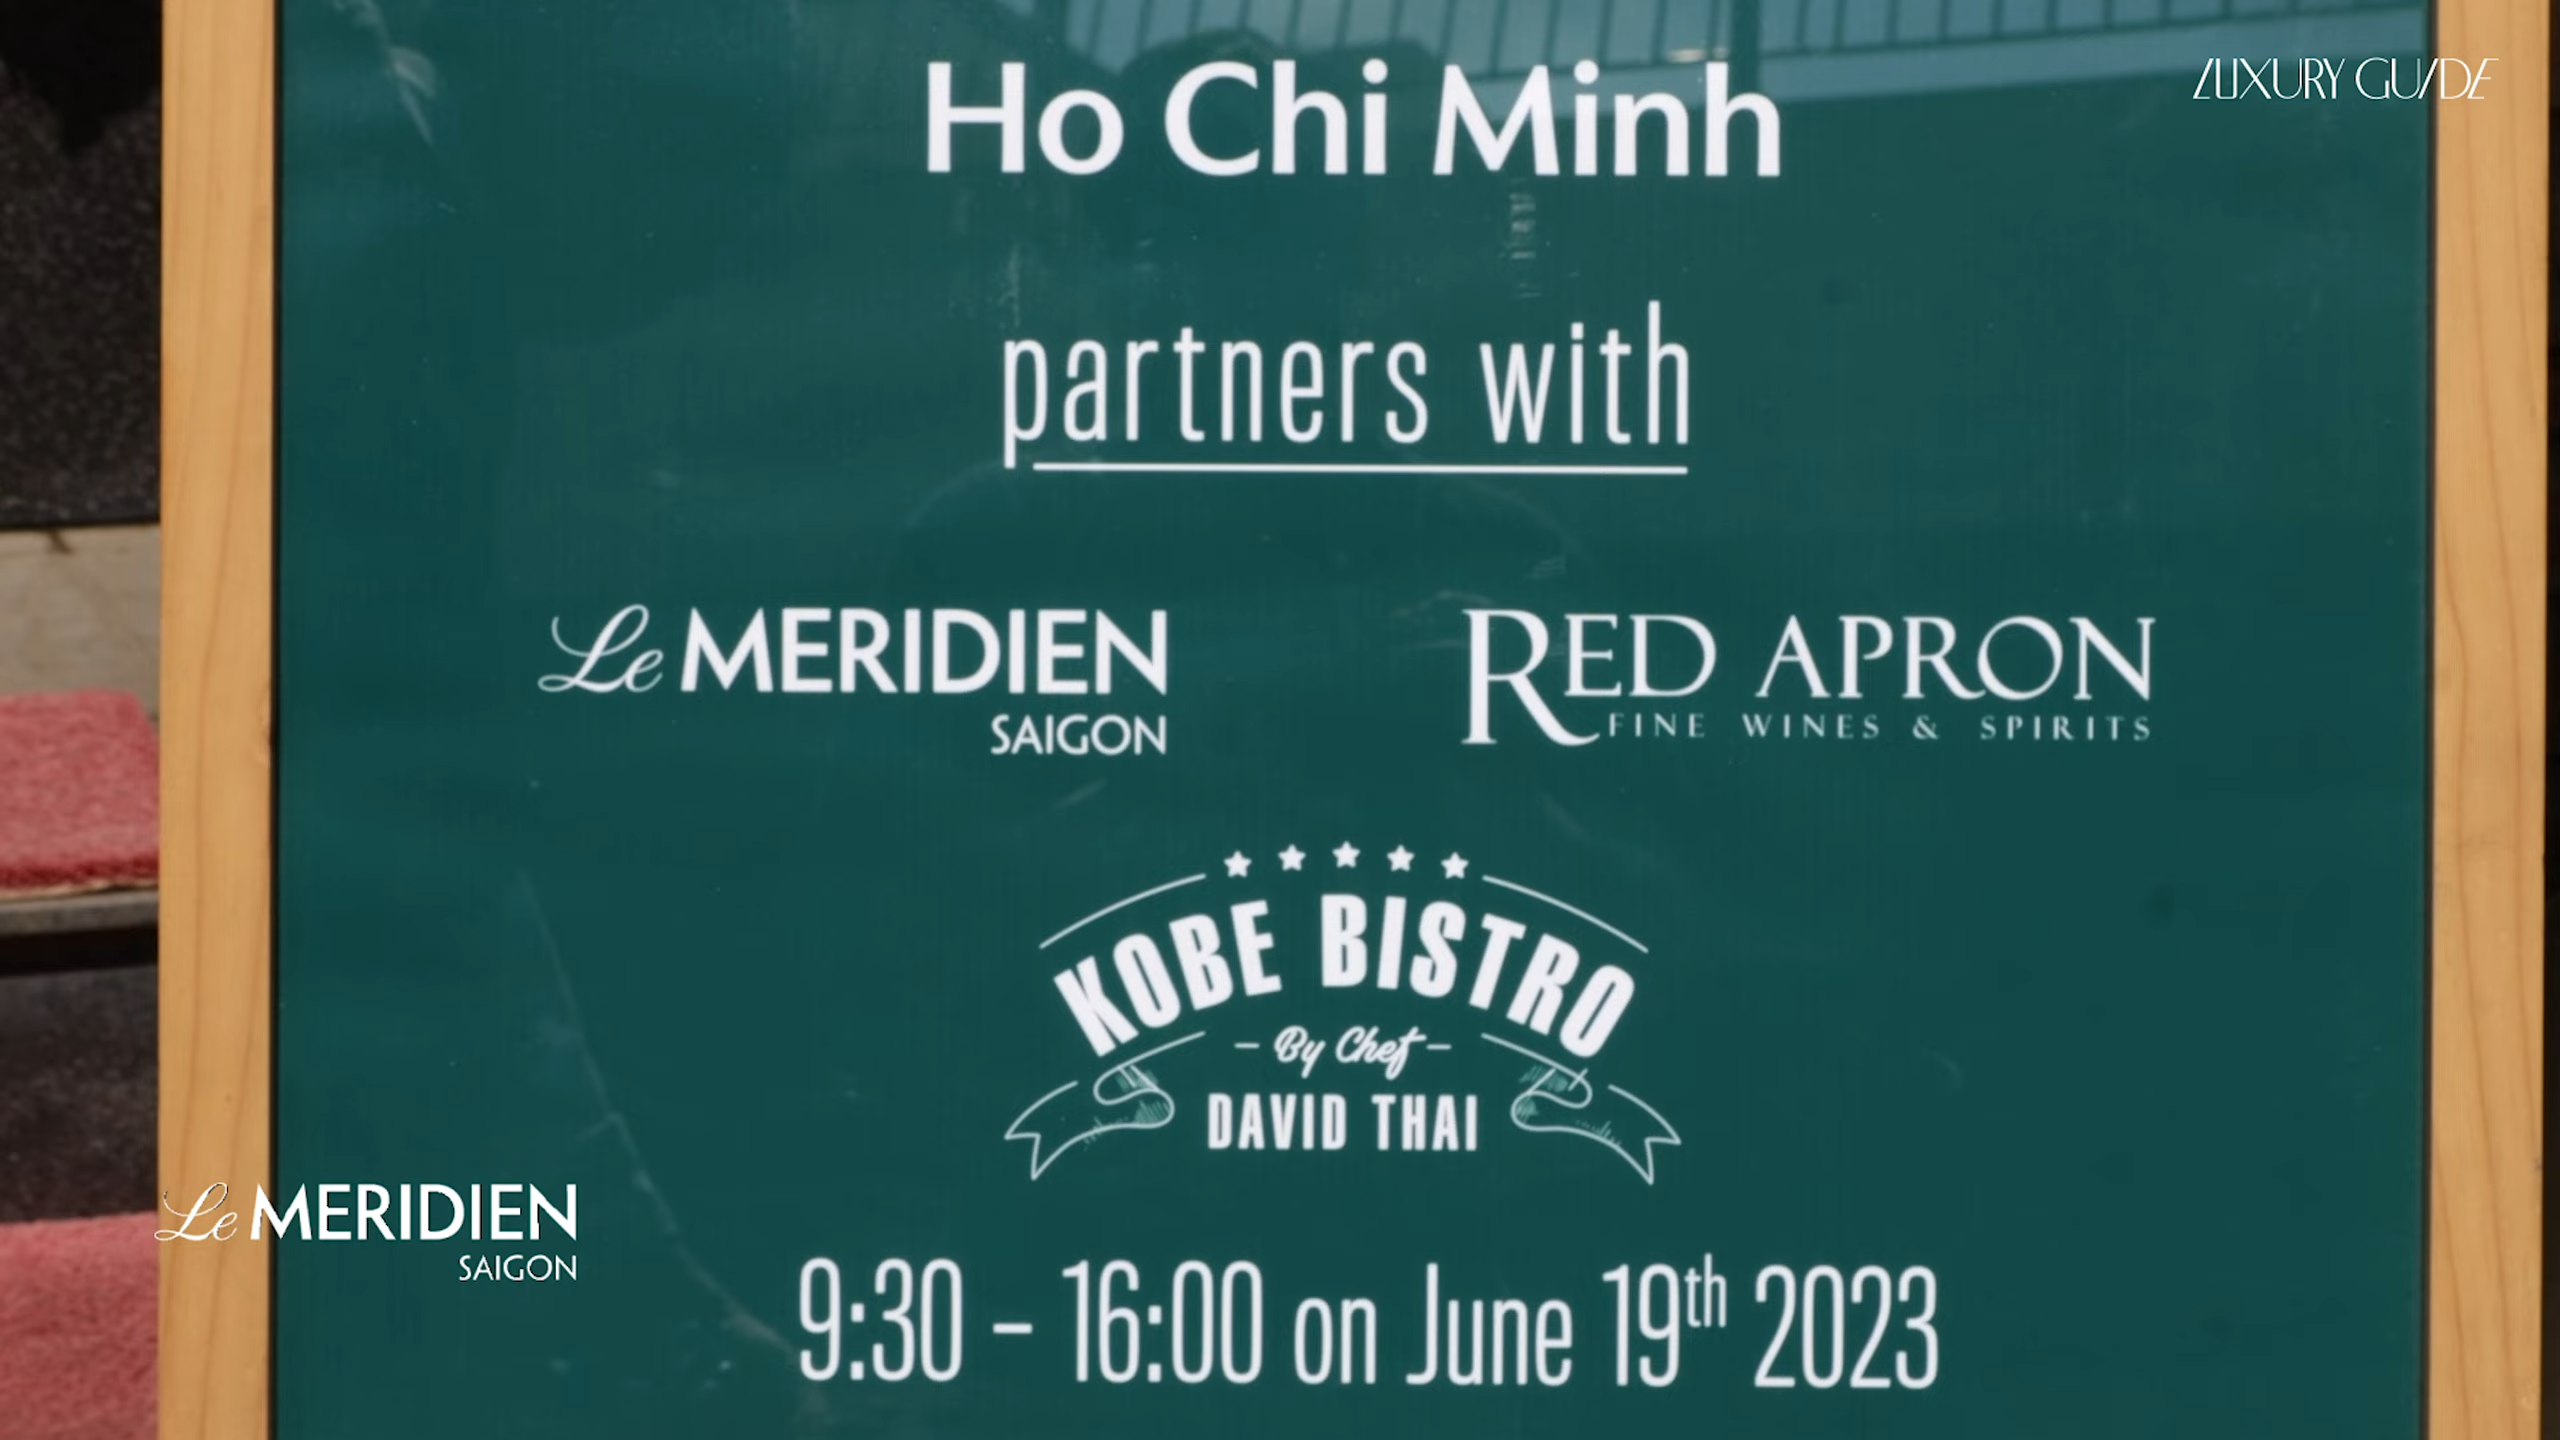 LUXURY GUIDE
Ho Chi Minh
partners with
Le MERIDIEN
SAIGON
RED APRON
FINE WINES & SPIRITS
KOBE BISTRO
- By Chef -
DAVID THAI
Le MERIDIEN
SAIGON
9:30 – 16:00 on June 19th 2023